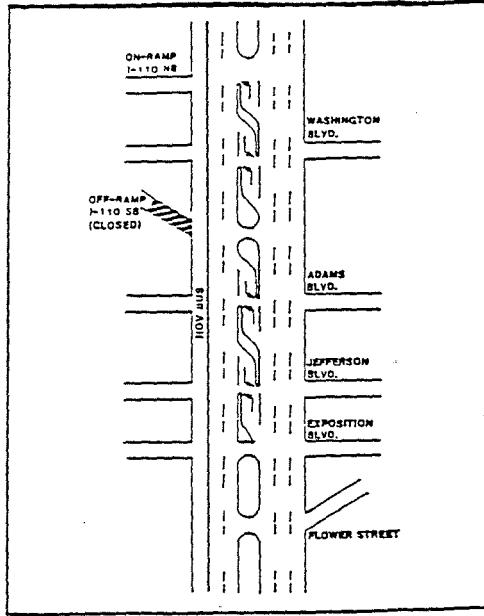 ON-RAMP
I-110 NB
WASHINGTON
BLVD.
OFF-RAMP
I-110 SB
(CLOSED)
ADAMS
BLVD.
HOV BUS
JEFFERSON
BLVD.
EXPOSITION
BLVD.
FLOWER STREET